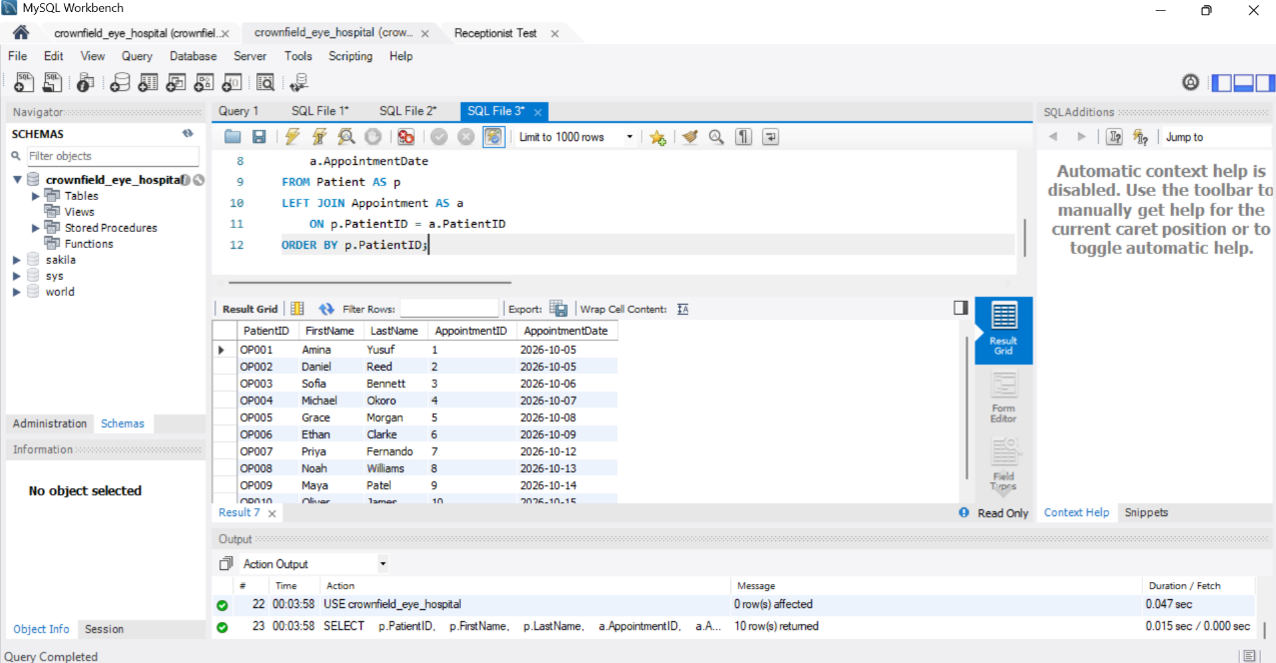 MySQL Workbench
crownfield_eye_hospital (crownfiel... x crownfield_eye_hospital (crow... x Receptionist Test x
File Edit View Query Database Server Tools Scripting Help
Navigator
SCHEMAS
Filter objects
crownfield_eye_hospital
Tables
Views
Stored Procedures
Functions
sakila
sys
world
Administration Schemas
Information
No object selected
Object Info Session
Query 1 SQL File 1* SQL File 2* SQL File 3* x
Limit to 1000 rows
8 a.AppointmentDate
9 FROM Patient AS p
10 LEFT JOIN Appointment AS a
11 ON p.PatientID = a.PatientID
12 ORDER BY p.PatientID;
Result Grid Filter Rows: Export: Wrap Cell Content:
PatientID FirstName LastName AppointmentID AppointmentDate
OP001 Amina Yusuf 1 2026-10-05
OP002 Daniel Reed 2 2026-10-05
OP003 Sofia Bennett 3 2026-10-06
OP004 Michael Okoro 4 2026-10-07
OP005 Grace Morgan 5 2026-10-08
OP006 Ethan Clarke 6 2026-10-09
OP007 Priya Fernando 7 2026-10-12
OP008 Noah Williams 8 2026-10-13
OP009 Maya Patel 9 2026-10-14
OP010 Oliver James 10 2026-10-15
Result Grid
Form Editor
Field Types
Result 7 x Read Only
SQLAdditions
Jump to
Automatic context help is
disabled. Use the toolbar to
manually get help for the
current caret position or to
toggle automatic help.
Context Help Snippets
Output
Action Output
# Time Action Message Duration / Fetch
22 00:03:58 USE crownfield_eye_hospital 0 row(s) affected 0.047 sec
23 00:03:58 SELECT p.PatientID, p.FirstName, p.LastName, a.AppointmentID, a.A... 10 row(s) returned 0.015 sec / 0.000 sec
Query Completed